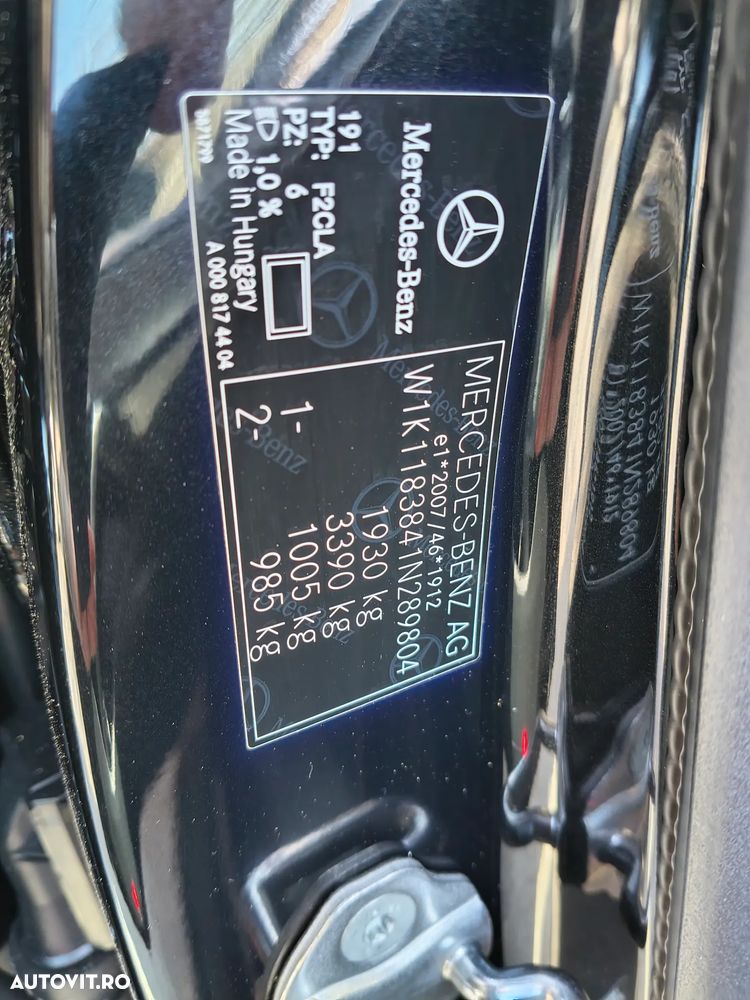 Mercedes-Benz
MERCEDES-BENZ AG
e1*2007/46*1912
W1K1183841N289804
1930 kg
3390 kg
1- 1005 kg
2- 985 kg
191
TYP: F2CLA
PZ: 6
1,0 %
Made in Hungary
A 000 817 44 04
AUTOVIT.RO